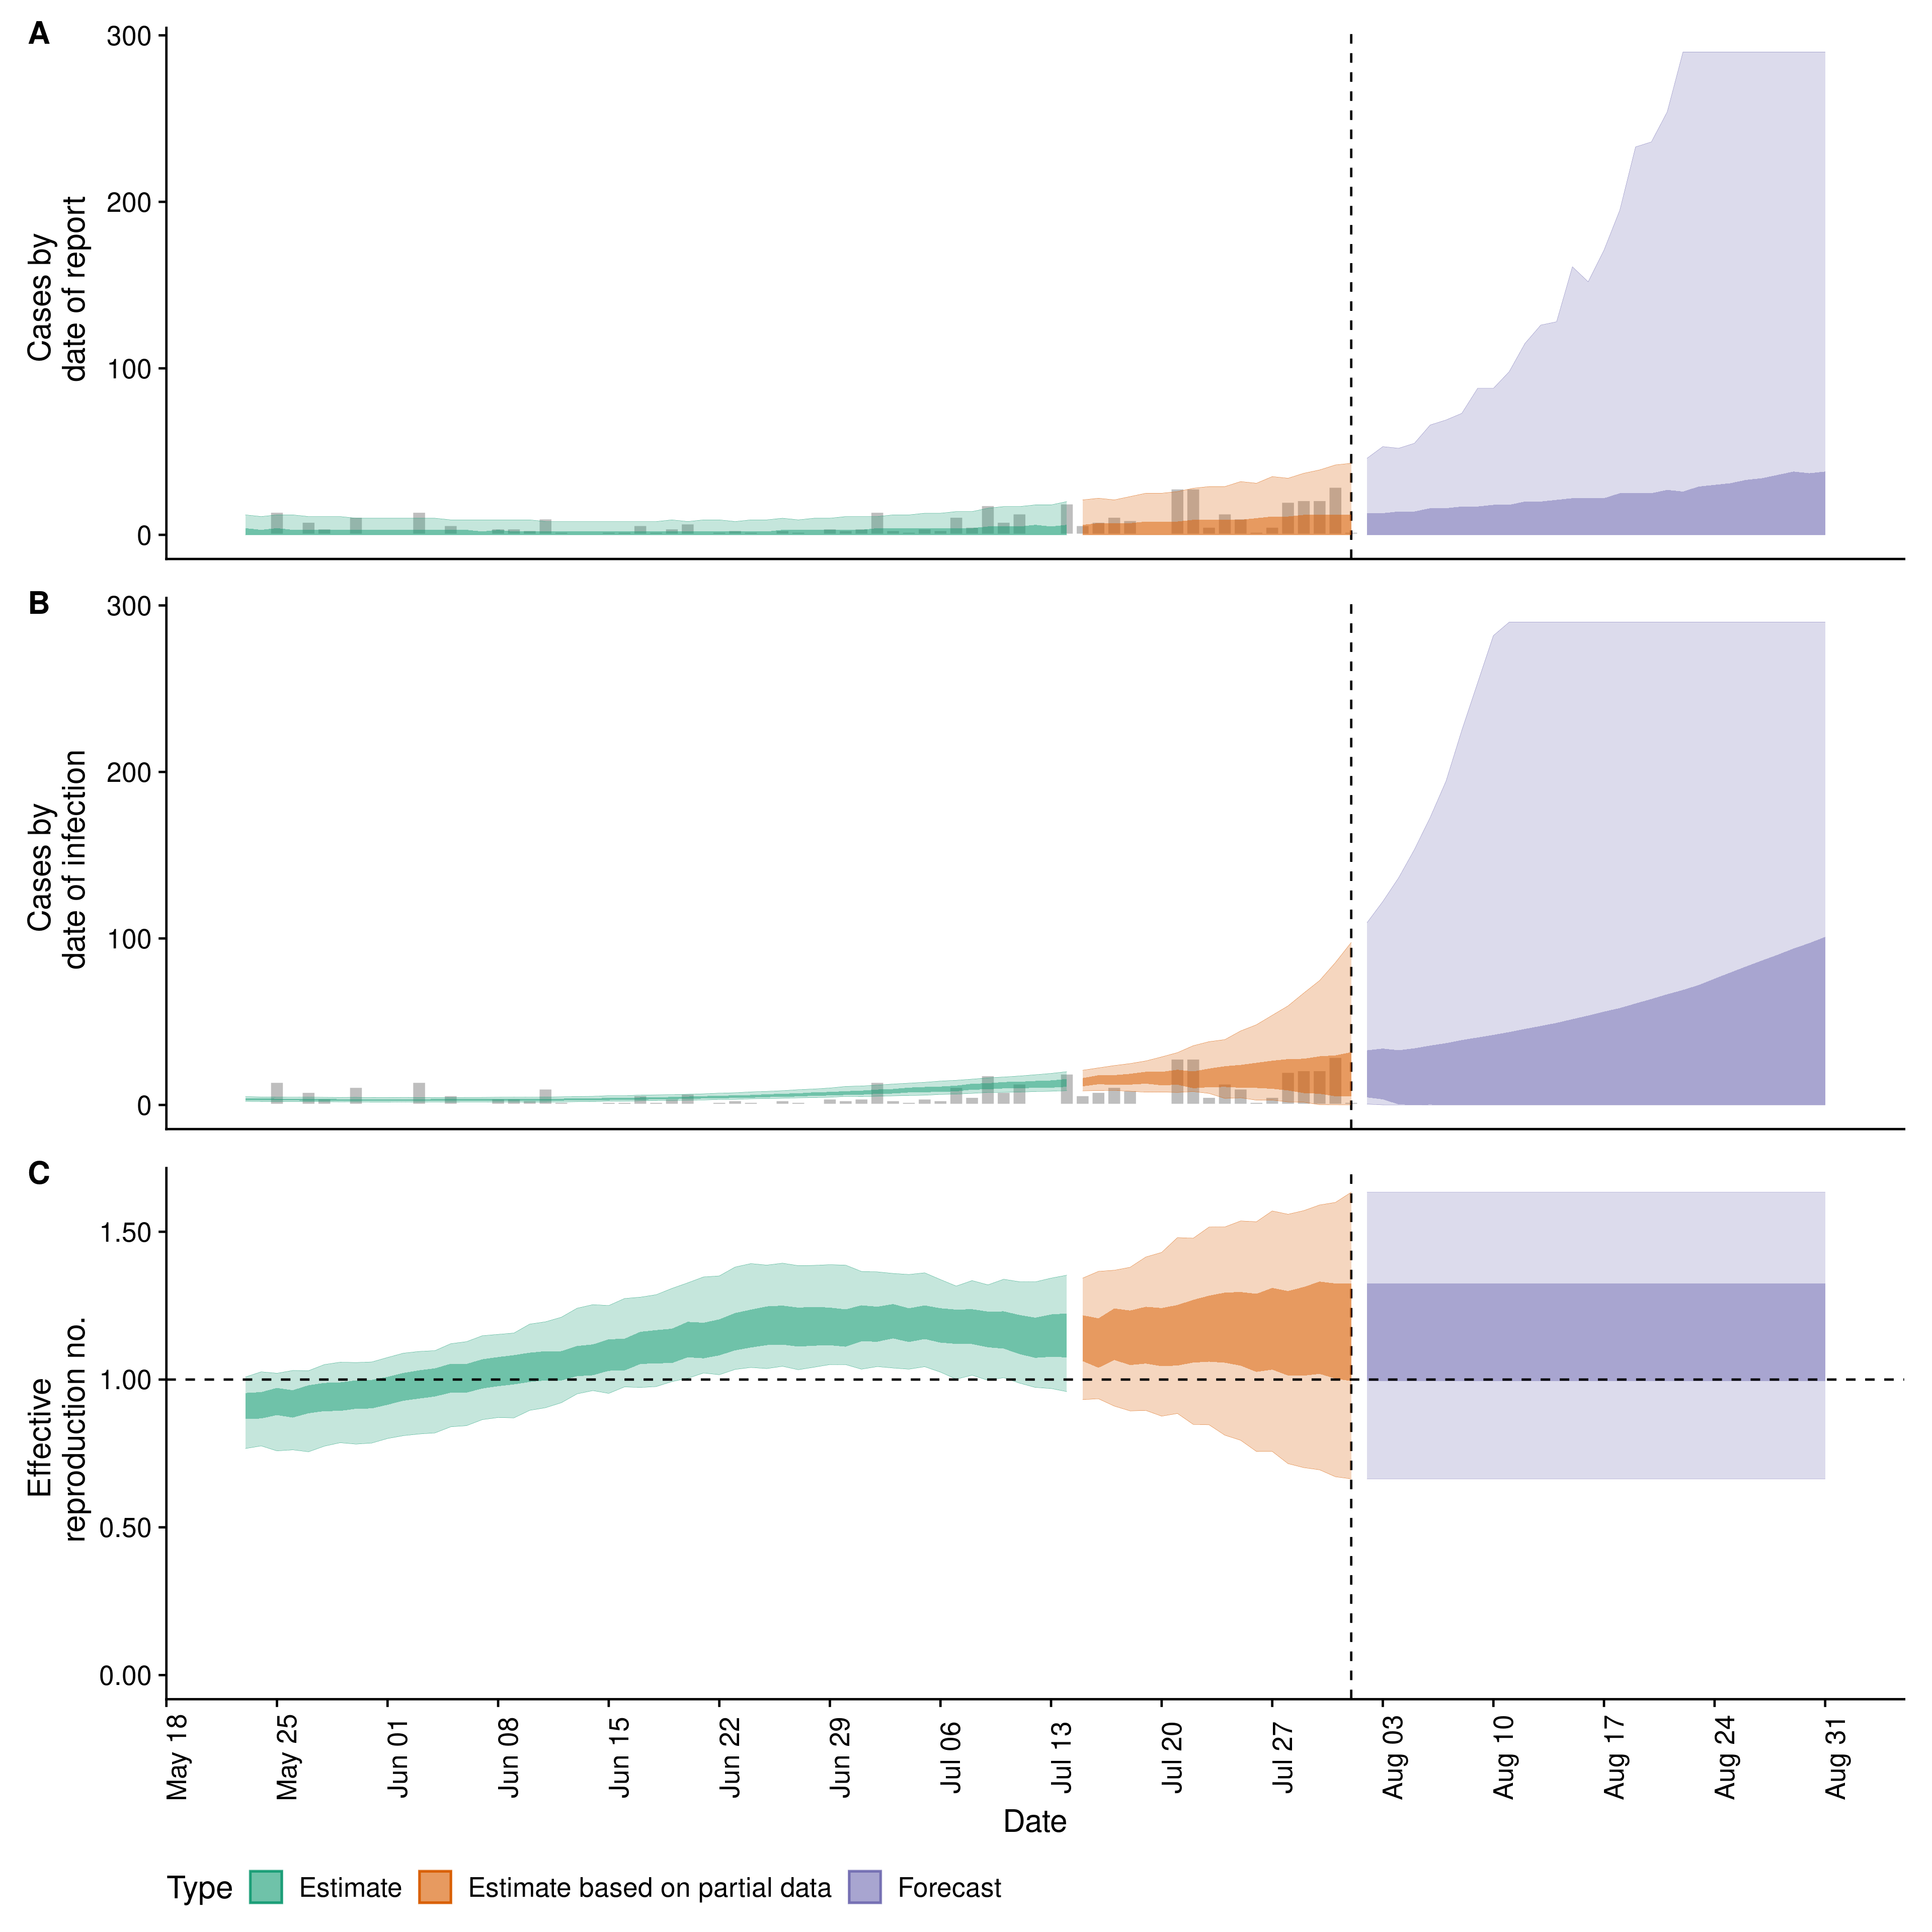 A
300
200
100
0
Cases by
date of report
B
300
200
100
0
Cases by
date of infection
C
1.50
1.00
0.50
0.00
Effective
reproduction no.
May 18
May 25
Jun 01
Jun 08
Jun 15
Jun 22
Jun 29
Jul 06
Jul 13
Jul 20
Jul 27
Aug 03
Aug 10
Aug 17
Aug 24
Aug 31
Date
Type Estimate Estimate based on partial data Forecast